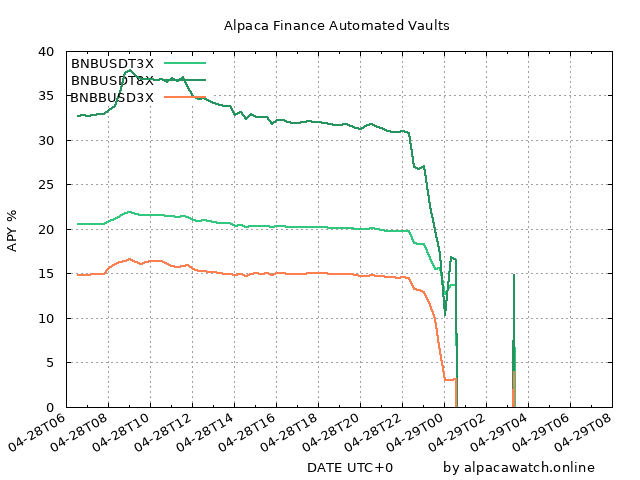 Alpaca Finance Automated Vaults
40
35
30
25
20
15
10
5
0
APY %
BNBUSDT3X
BNBUSDT8X
BNBBUSD3X
04-28T06
04-28T08
04-28T10
04-28T12
04-28T14
04-28T16
04-28T18
04-28T20
04-28T22
04-29T00
04-29T02
04-29T04
04-29T06
04-29T08
DATE UTC+0
by alpacawatch.online